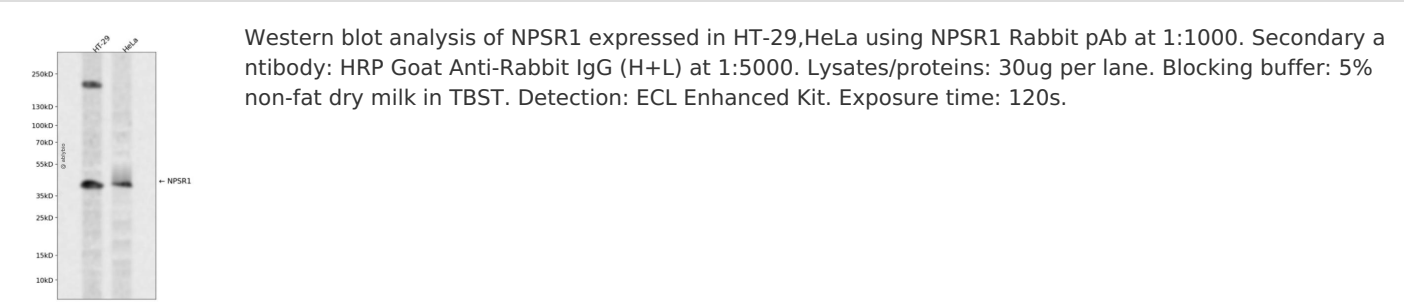 HT-29 HeLa
250kD
130kD
100kD
70kD
55kD
35kD
25kD
15kD
10kD
← NPSR1
Western blot analysis of NPSR1 expressed in HT-29,HeLa using NPSR1 Rabbit pAb at 1:1000. Secondary a
ntibody: HRP Goat Anti-Rabbit IgG (H+L) at 1:5000. Lysates/proteins: 30ug per lane. Blocking buffer: 5%
non-fat dry milk in TBST. Detection: ECL Enhanced Kit. Exposure time: 120s.